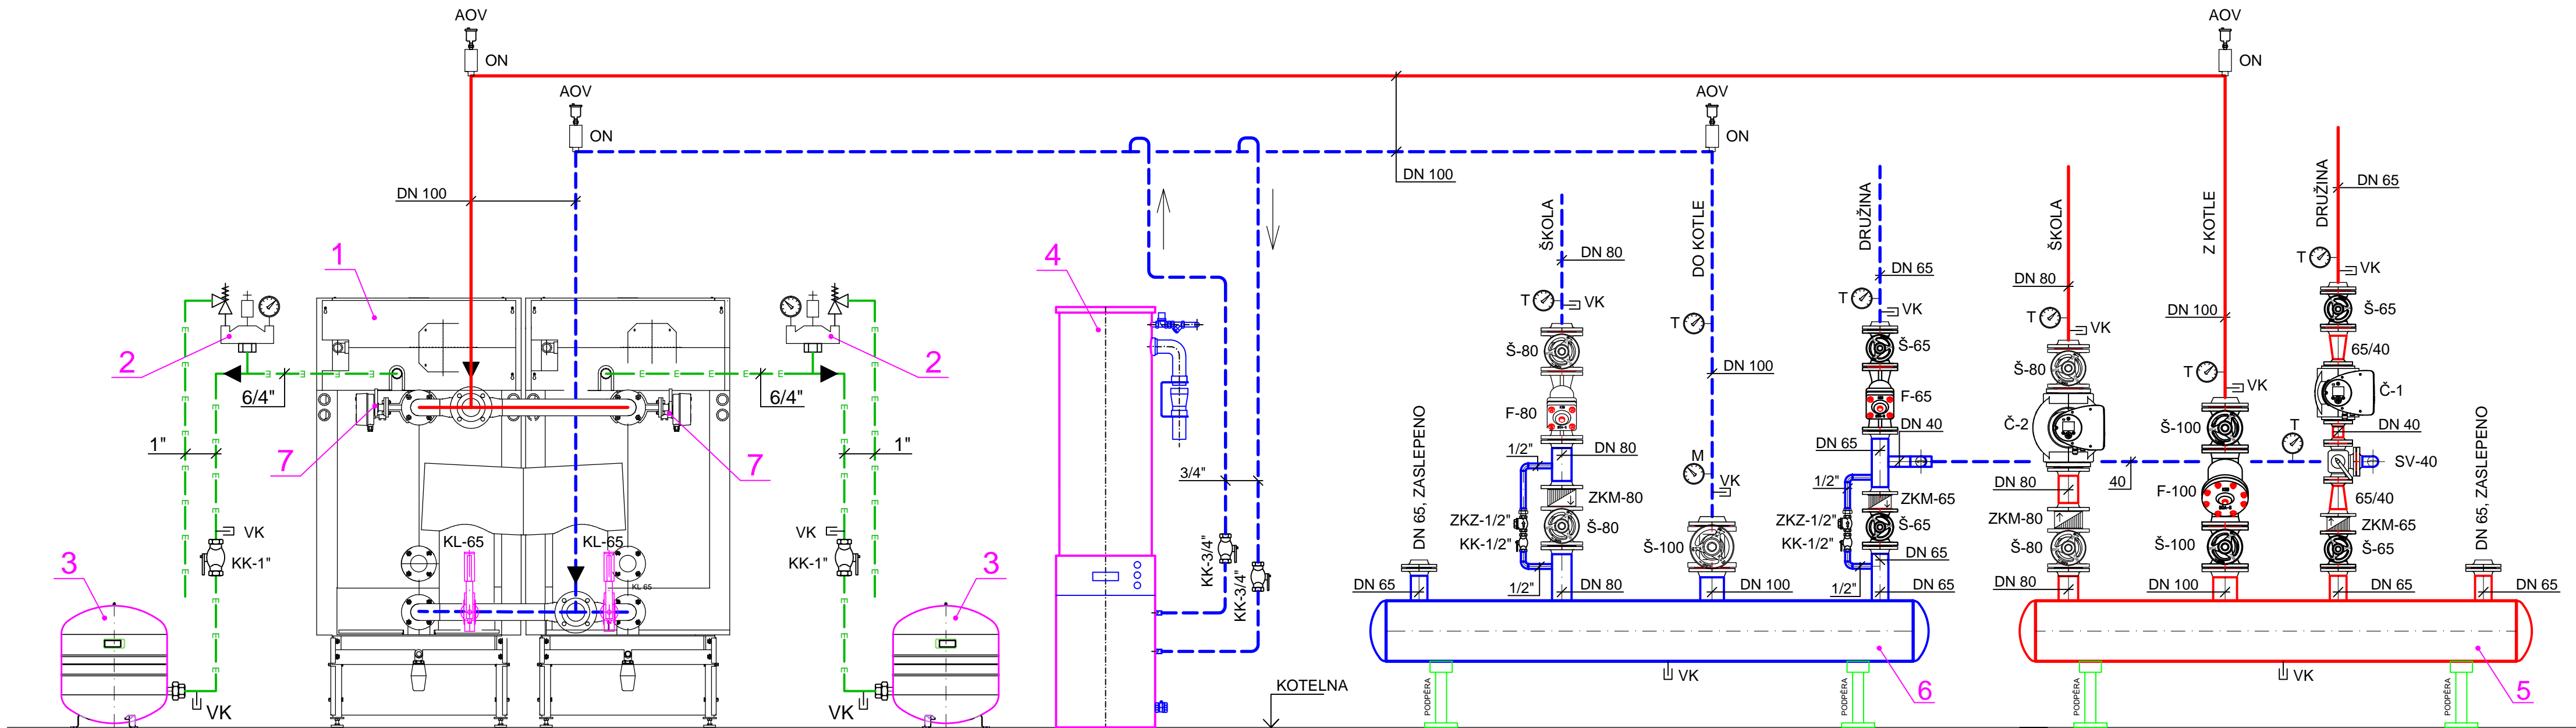 AOV
ON
AOV
ON
AOV
ON
AOV
ON
DN 100
DN 100
1
2
2
3
3
4
5
6
7
7
6/4"
6/4"
1"
1"
VK
KK-1"
VK
VK
KK-1"
VK
KL-65
KL-65
KL 65
3/4"
KK-3/4"
KK-3/4"
KOTELNA
DN 65, ZASLEPENO
DN 65
ŠKOLA
DN 80
T
VK
Š-80
F-80
1/2"
DN 80
ZKM-80
ZKZ-1/2"
KK-1/2"
Š-80
1/2"
DN 80
DO KOTLE
T
DN 100
M
VK
Š-100
DN 100
DRUŽINA
DN 65
T
VK
Š-65
F-65
DN 40
DN 65
1/2"
ZKM-65
ZKZ-1/2"
KK-1/2"
Š-65
DN 65
1/2"
DN 65
VK
PODPĚRA
PODPĚRA
ŠKOLA
DN 80
T
VK
Š-80
Č-2
DN 80
ZKM-80
Š-80
DN 80
40
Z KOTLE
DN 100
T
VK
Š-100
F-100
Š-100
DN 100
DRUŽINA
DN 65
T
VK
Š-65
65/40
Č-1
DN 40
T
SV-40
65/40
ZKM-65
Š-65
DN 65
DN 65, ZASLEPENO
DN 65
VK
PODPĚRA
PODPĚRA